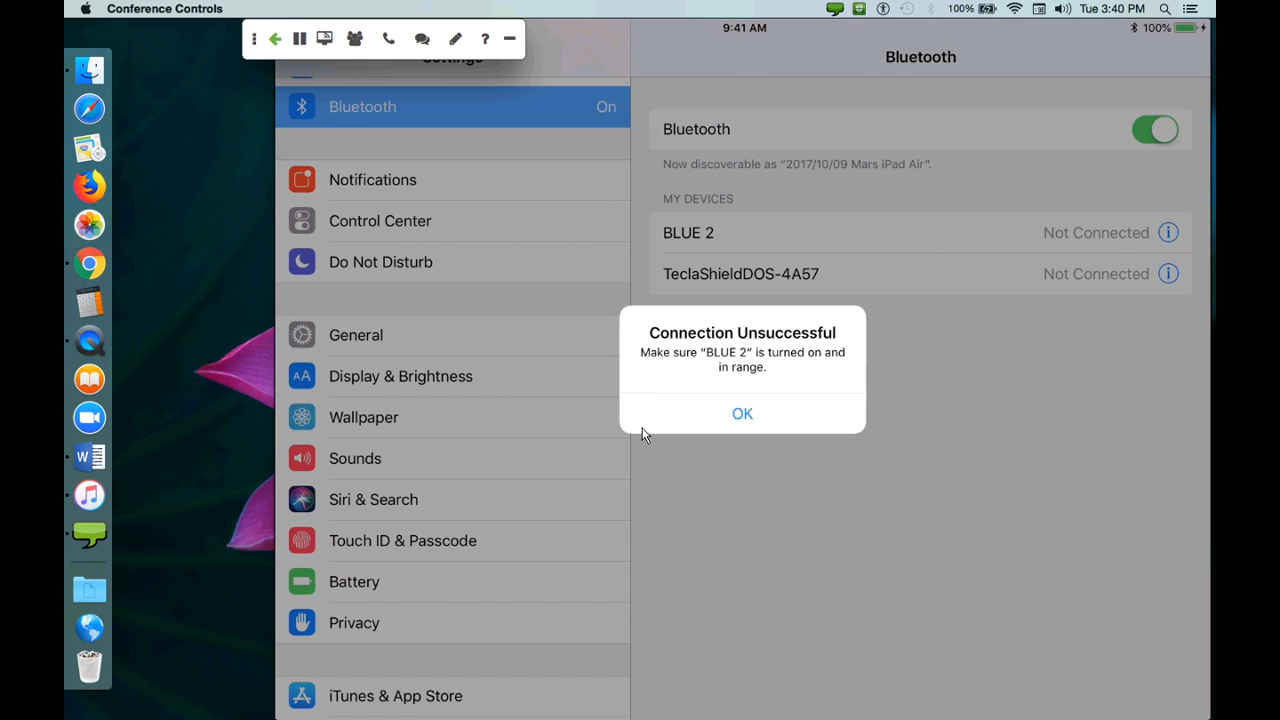 Conference Controls
100%
Tue 3:40 PM
?
9:41 AM
100%
Settings
Bluetooth
Bluetooth On
Notifications
Control Center
Do Not Disturb
General
AA Display & Brightness
Wallpaper
Sounds
Siri & Search
Touch ID & Passcode
Battery
Privacy
iTunes & App Store
Bluetooth
Now discoverable as “2017/10/09 Mars iPad Air”.
MY DEVICES
BLUE 2 Not Connected i
TeclaShieldDOS-4A57 Not Connected i
Connection Unsuccessful
Make sure “BLUE 2” is turned on and
in range.
OK
W